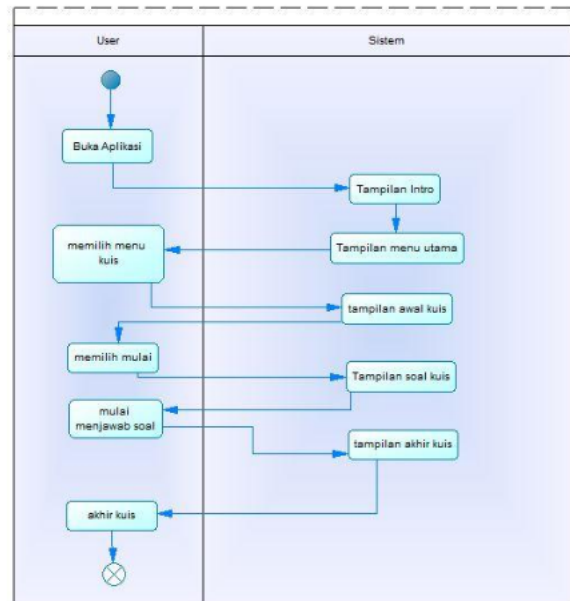 User
Sistem
Buka Aplikasi
Tampilan Intro
Tampilan menu utama
memilih menu
kuis
tampilan awal kuis
memilih mulai
Tampilan soal kuis
mulai
menjawab soal
tampilan akhir kuis
akhir kuis